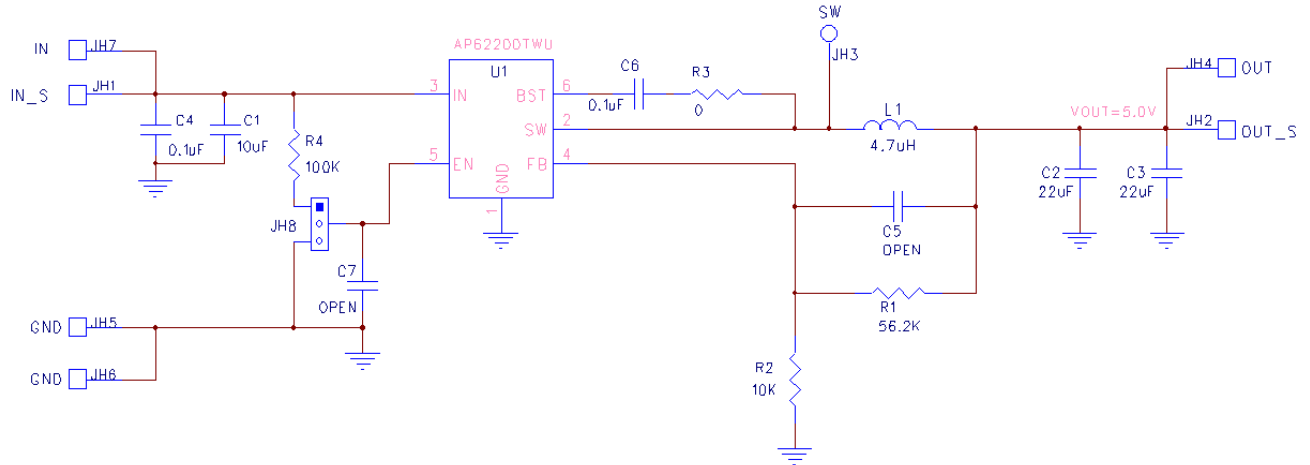 SW
IN
JH7
AP62200TWU
JH3
JH4
OUT
U1
C6
R3
IN_S
JH1
3
IN
BST
6
0.1uF
0
L1
VOUT=5.0V
JH2
OUT_S
C4
C1
0.1uF
10uF
R4
100K
SW
2
4.7uH
5
EN
FB
4
C2
22uF
C3
22uF
GND
1
JH8
C5
OPEN
C7
OPEN
R1
56.2K
GND
JH5
GND
JH6
R2
10K